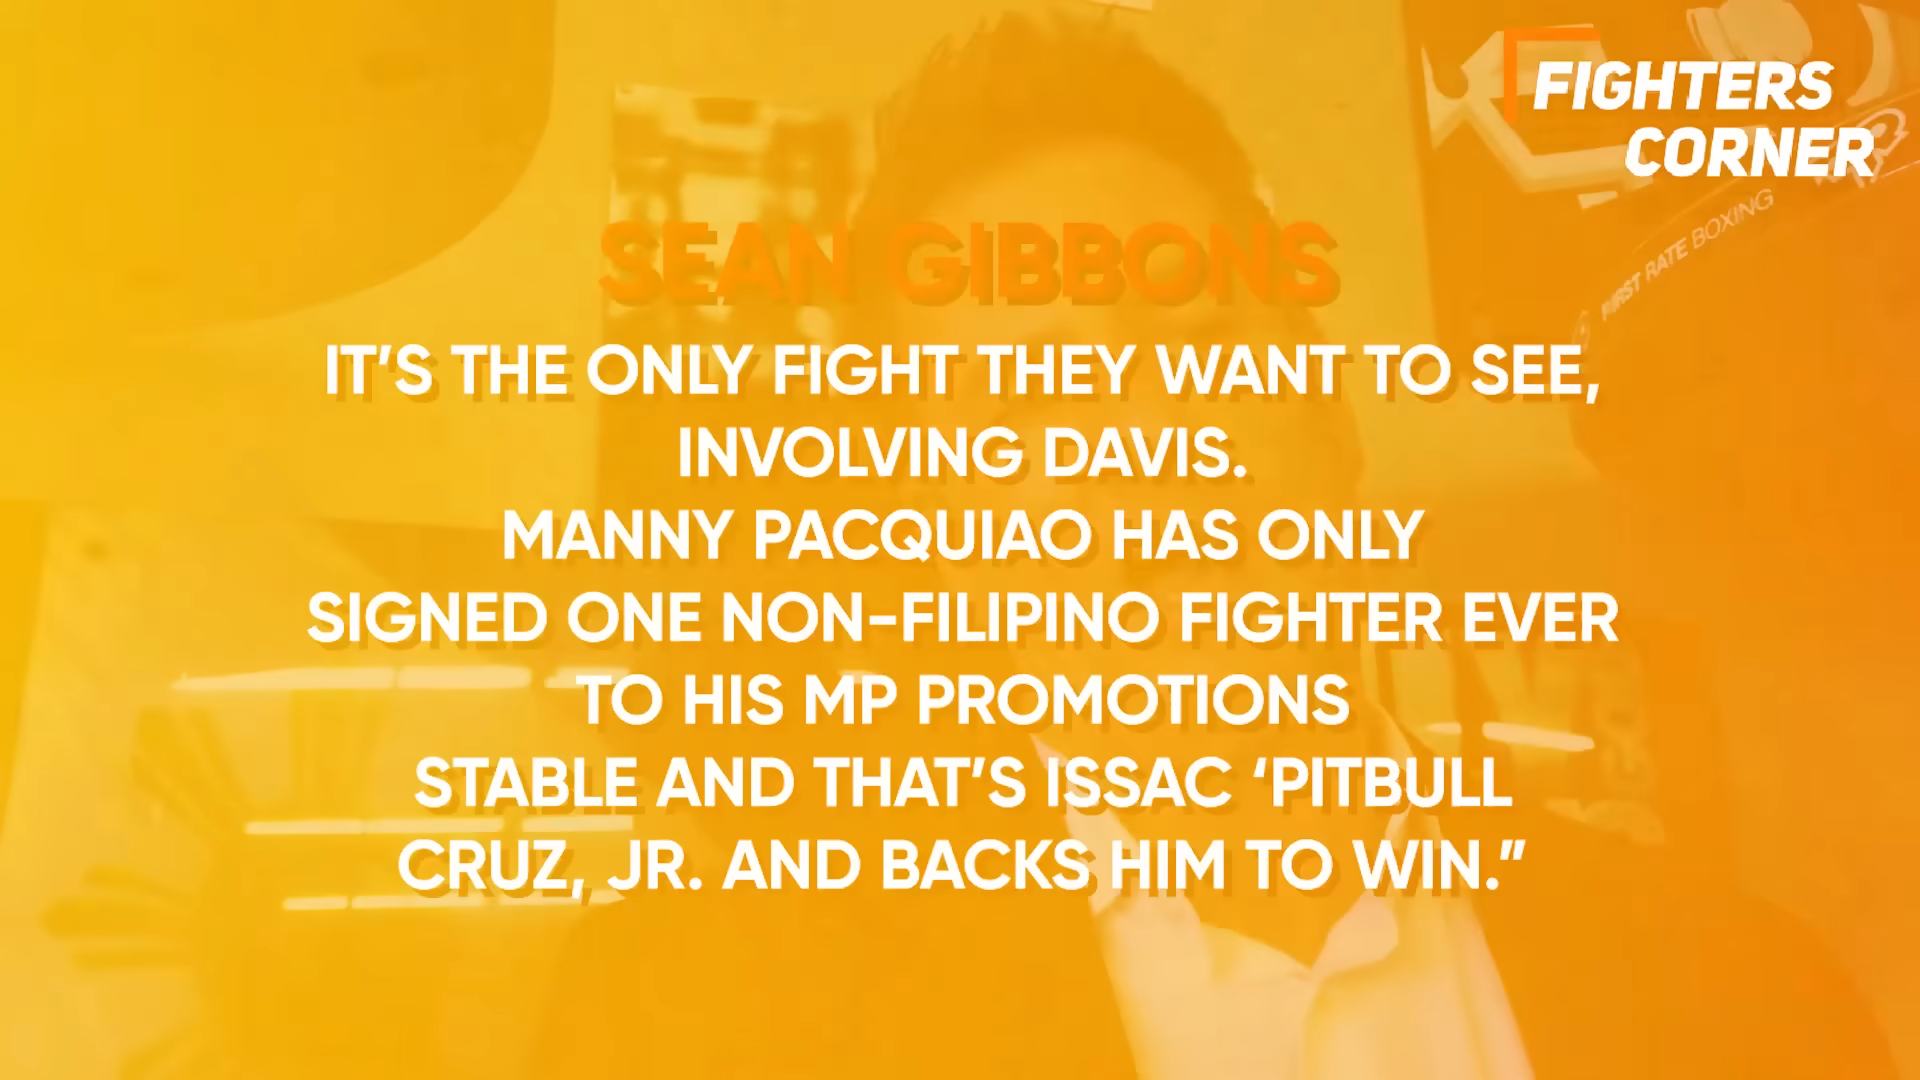 FIGHTERS
CORNER
FIRST RATE BOXING
SEAN GIBBONS
IT'S THE ONLY FIGHT THEY WANT TO SEE,
INVOLVING DAVIS.
MANNY PACQUIAO HAS ONLY
SIGNED ONE NON-FILIPINO FIGHTER EVER
TO HIS MP PROMOTIONS
STABLE AND THAT'S ISSAC ‘PITBULL
CRUZ, JR. AND BACKS HIM TO WIN.”